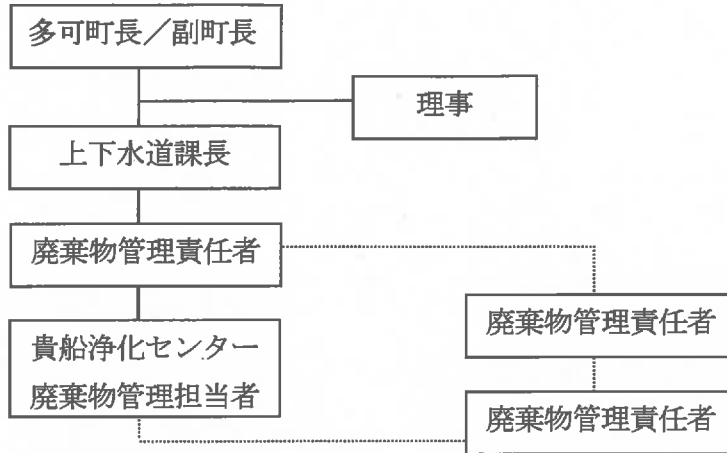 多可町長／副町長
理事
上下水道課長
廃棄物管理責任者
廃棄物管理責任者
貴船浄化センター
廃棄物管理担当者
廃棄物管理責任者